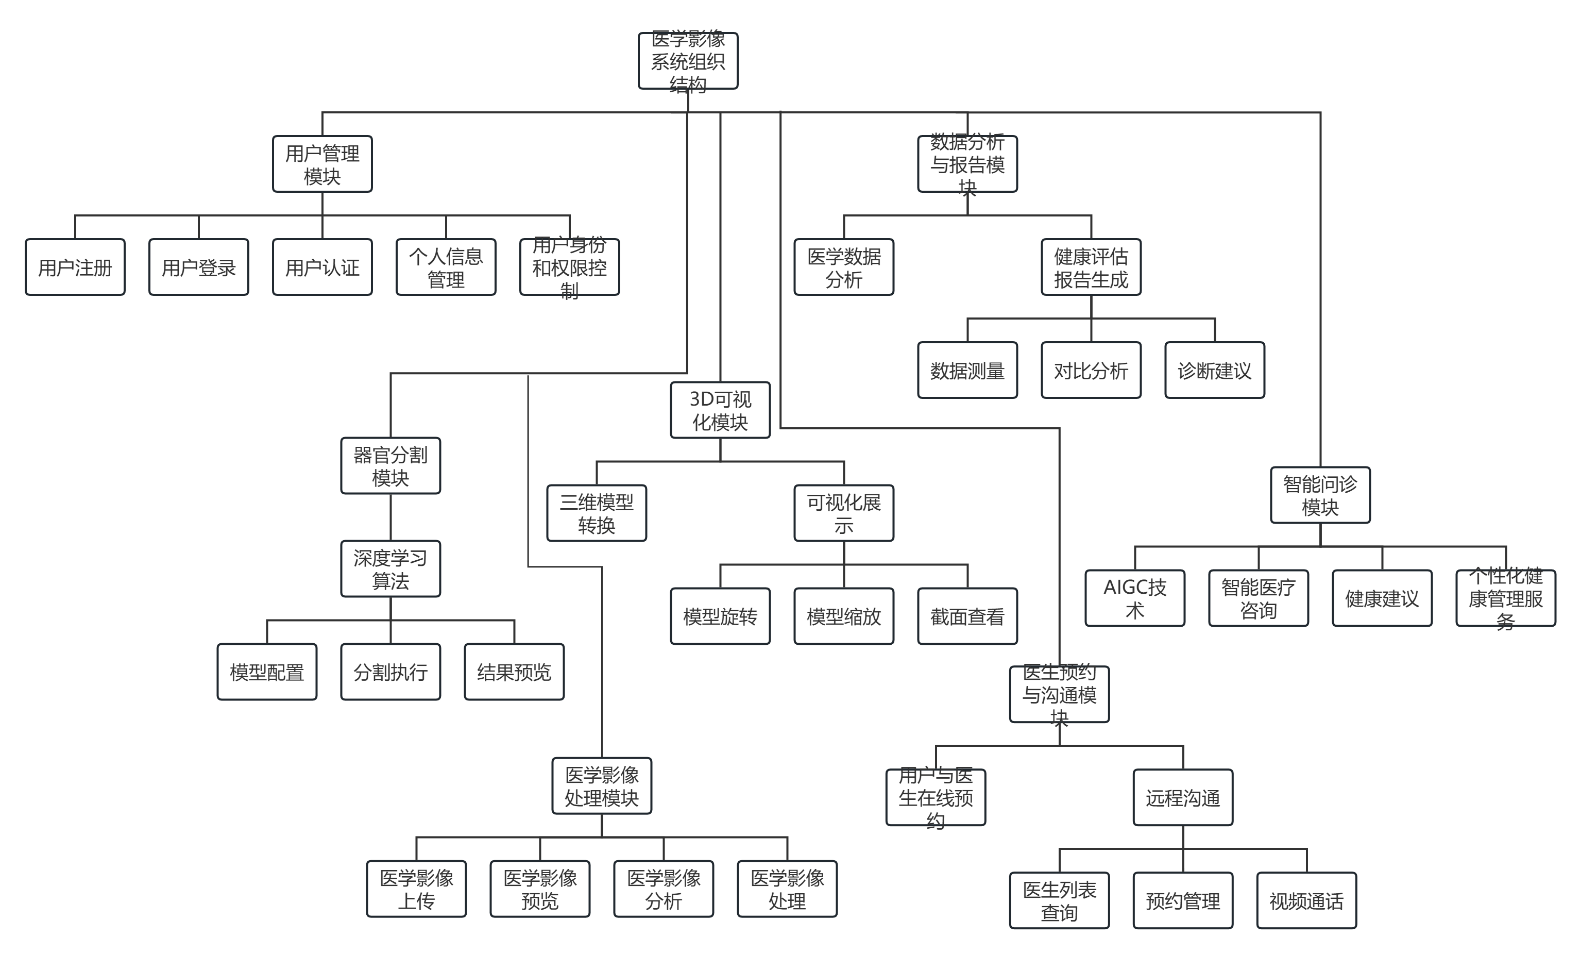 医学影像
系统组织
结构
用户管理
模块
数据分析
与报告模
块
用户注册
用户登录
用户认证
个人信息
管理
用户身份
和权限控
制
医学数据
分析
健康评估
报告生成
数据测量
对比分析
诊断建议
3D可视
化模块
器官分割
模块
三维模型
转换
可视化展
示
智能问诊
模块
深度学习
算法
模型旋转
模型缩放
截面查看
AIGC技
术
智能医疗
咨询
健康建议
个性化健
康管理服
务
模型配置
分割执行
结果预览
医生预约
与沟通模
块
医学影像
处理模块
用户与医
生在线预
约
远程沟通
医学影像
上传
医学影像
预览
医学影像
分析
医学影像
处理
医生列表
查询
预约管理
视频通话